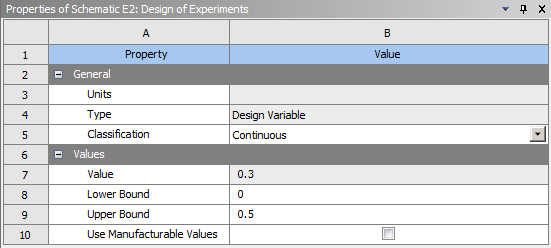 Properties of Schematic E2: Design of Experiments
A B
1 Property Value
2 General
3 Units
4 Type Design Variable
5 Classification Continuous
6 Values
7 Value 0.3
8 Lower Bound 0
9 Upper Bound 0.5
10 Use Manufacturable Values